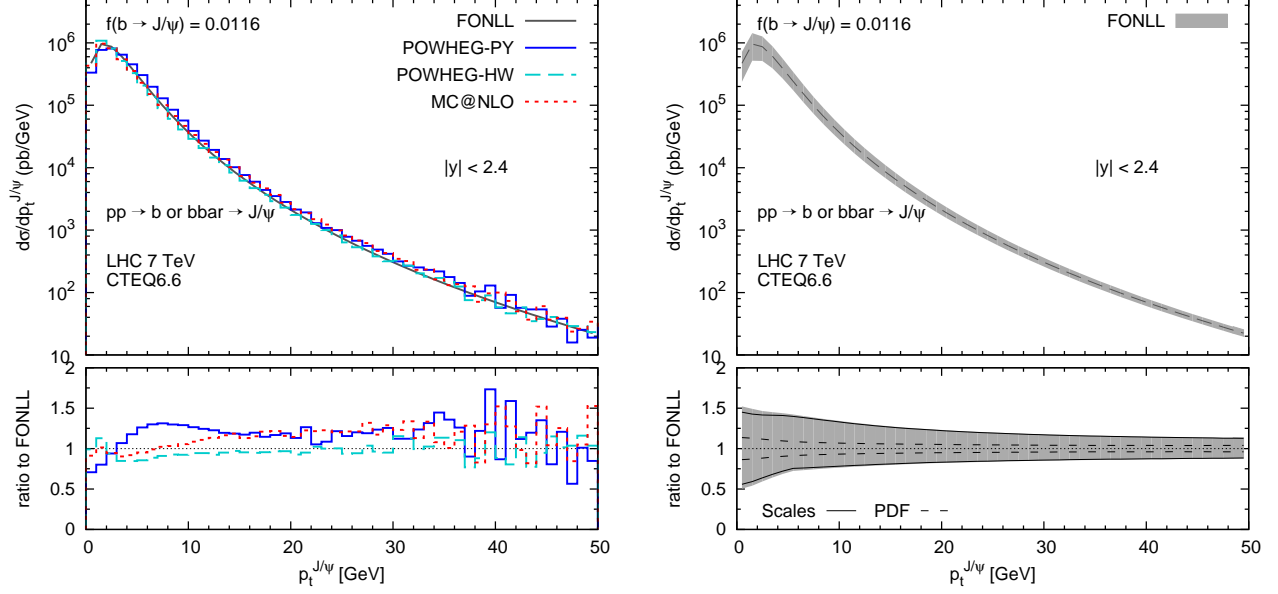 f(b → J/ψ) = 0.0116
FONLL
POWHEG-PY
POWHEG-HW
MC@NLO
|y| < 2.4
pp → b or bbar → J/ψ
LHC 7 TeV
CTEQ6.6
dσ/dp_t^{J/ψ} (pb/GeV)
10^6
10^5
10^4
10^3
10^2
10
ratio to FONLL
2
1.5
1
0.5
0
0 10 20 30 40 50
p_t^{J/ψ} [GeV]
f(b → J/ψ) = 0.0116
FONLL
|y| < 2.4
pp → b or bbar → J/ψ
LHC 7 TeV
CTEQ6.6
dσ/dp_t^{J/ψ} (pb/GeV)
10^6
10^5
10^4
10^3
10^2
10
ratio to FONLL
2
1.5
1
0.5
0
Scales PDF
0 10 20 30 40 50
p_t^{J/ψ} [GeV]